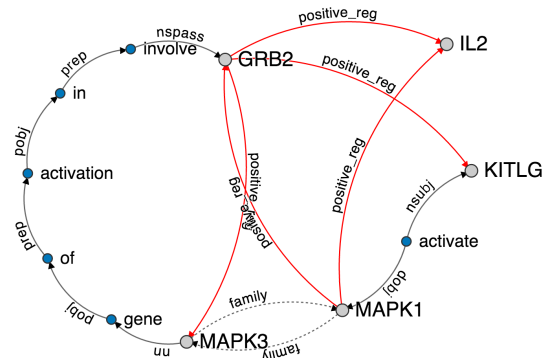 positive_reg
nspass
involve
IL2
prep
GRB2
positive_reg
in
pobj
positive_reg
activation
positive_reg
positive_reg
KITLG
nsubj
prep
activate
of
dobj
pobj
family
gene
MAPK1
nn
MAPK3
family